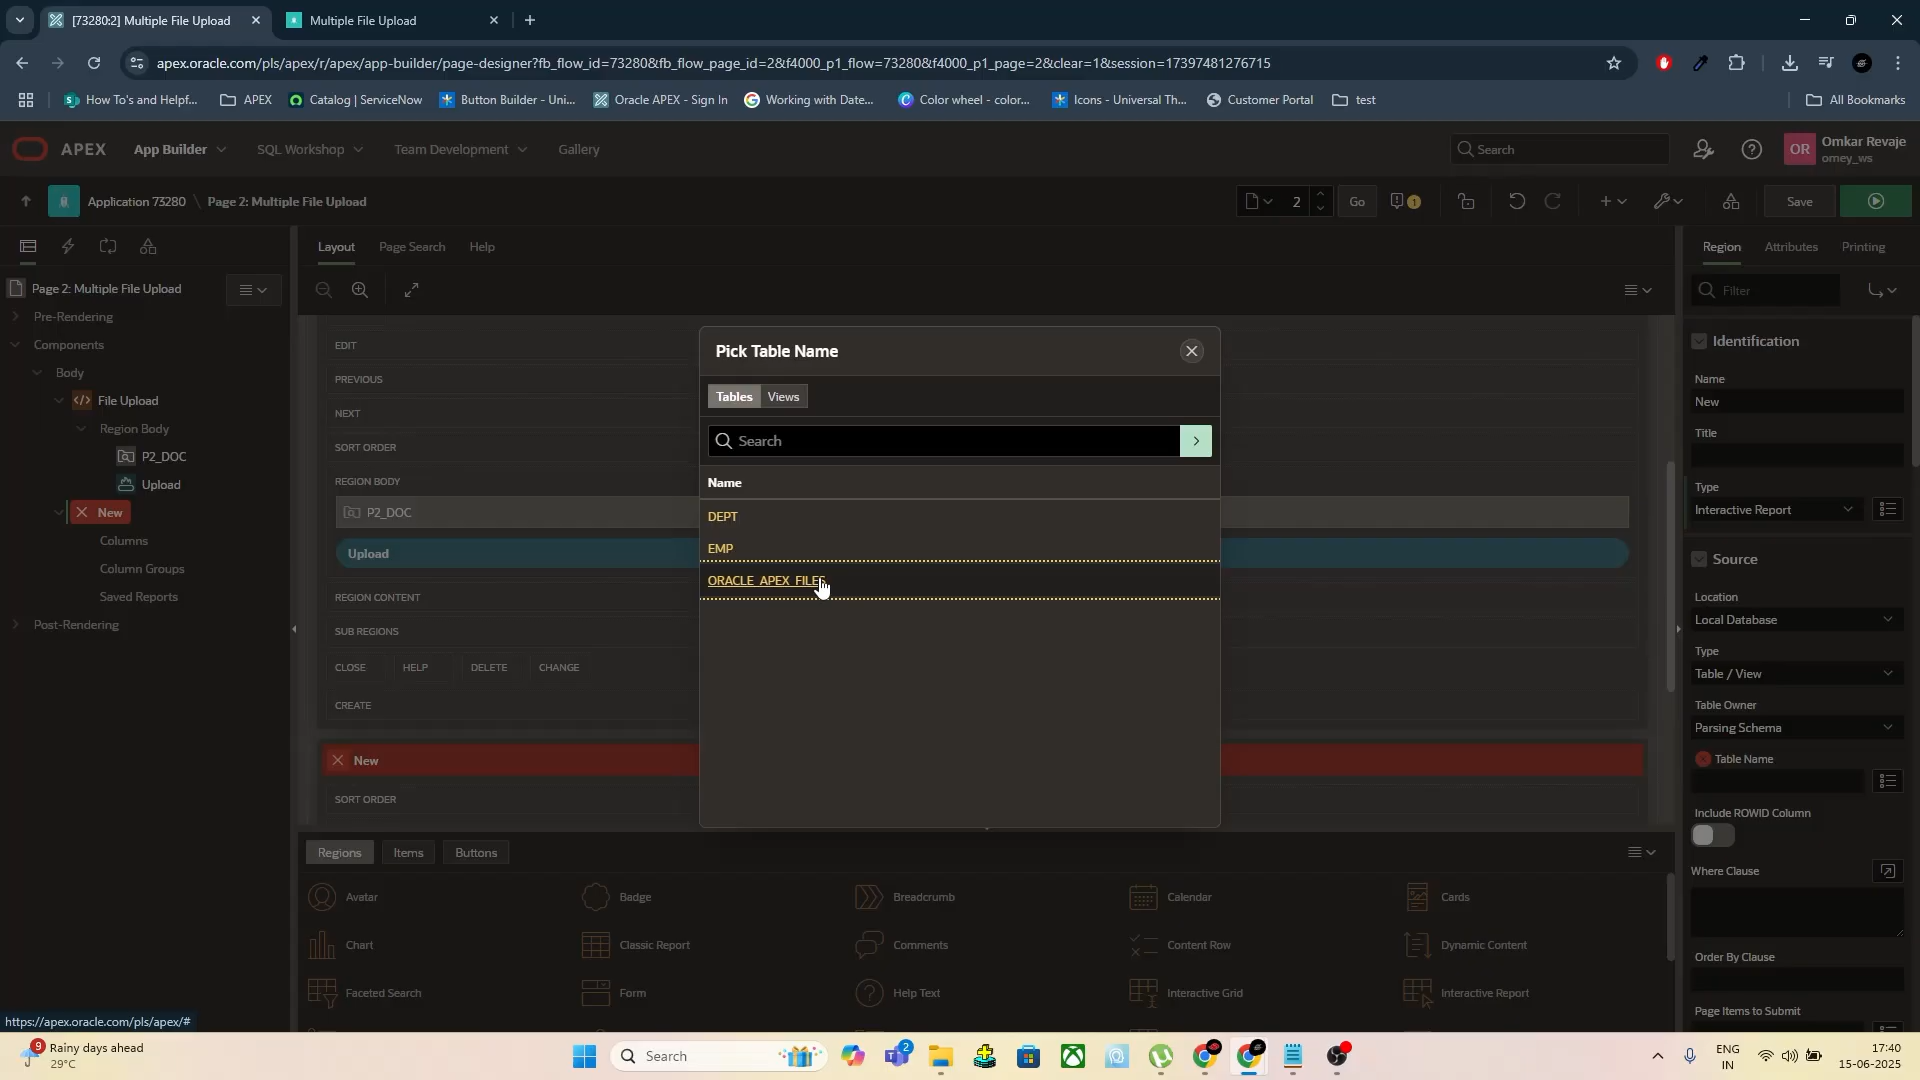 [73280:2] Multiple File Upload
Multiple File Upload
apex.oracle.com/pls/apex/r/apex/app-builder/page-designer?fb_flow_id=73280&fb_flow_page_id=2&f4000_p1_flow=73280&f4000_p1_page=2&clear=1&session=17397481276715
How To's and Helpf...
APEX
Catalog | ServiceNow
Button Builder - Uni...
Oracle APEX - Sign In
Working with Date...
Color wheel - color...
Icons - Universal Th...
Customer Portal
test
All Bookmarks
APEX
App Builder
SQL Workshop
Team Development
Gallery
Search
OR
Omkar Revaje
omey_ws
Application 73280 \ Page 2: Multiple File Upload
2
Go
1
Save
Layout
Page Search
Help
Region
Attributes
Printing
Page 2: Multiple File Upload
Pre-Rendering
Components
Body
File Upload
Region Body
P2_DOC
Upload
New
Columns
Column Groups
Saved Reports
Post-Rendering
EDIT
PREVIOUS
NEXT
SORT ORDER
REGION BODY
P2_DOC
Upload
REGION CONTENT
SUB REGIONS
CLOSE
HELP
DELETE
CHANGE
CREATE
New
SORT ORDER
Pick Table Name
Tables
Views
Search
Name
DEPT
EMP
ORACLE_APEX_FILES
Filter
Identification
Name
New
Title
Type
Interactive Report
Source
Location
Local Database
Type
Table / View
Table Owner
Parsing Schema
Table Name
Include ROWID Column
Where Clause
Order By Clause
Page Items to Submit
Regions
Items
Buttons
Avatar
Badge
Breadcrumb
Calendar
Cards
Chart
Classic Report
Comments
Content Row
Dynamic Content
Faceted Search
Form
Help Text
Interactive Grid
Interactive Report
https://apex.oracle.com/pls/apex/#
9
Rainy days ahead
29°C
Search
2
ENG
IN
17:40
15-06-2025